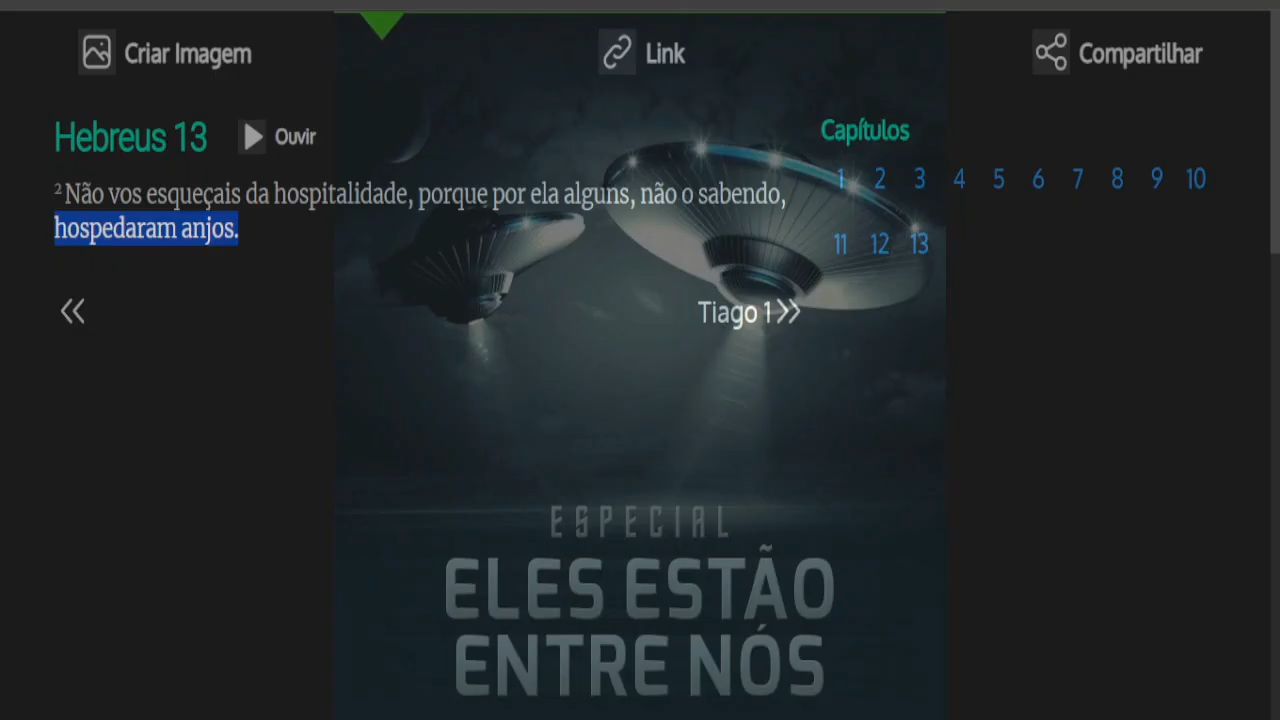 Criar Imagem
Link
Compartilhar
Hebreus 13
Ouvir
Capítulos
² Não vos esqueçais da hospitalidade, porque por ela alguns, não o sabendo,
hospedaram anjos.
1 2 3 4 5 6 7 8 9 10
11 12 13
«
Tiago 1»
ESPECIAL
ELES ESTÃO
ENTRE NÓS